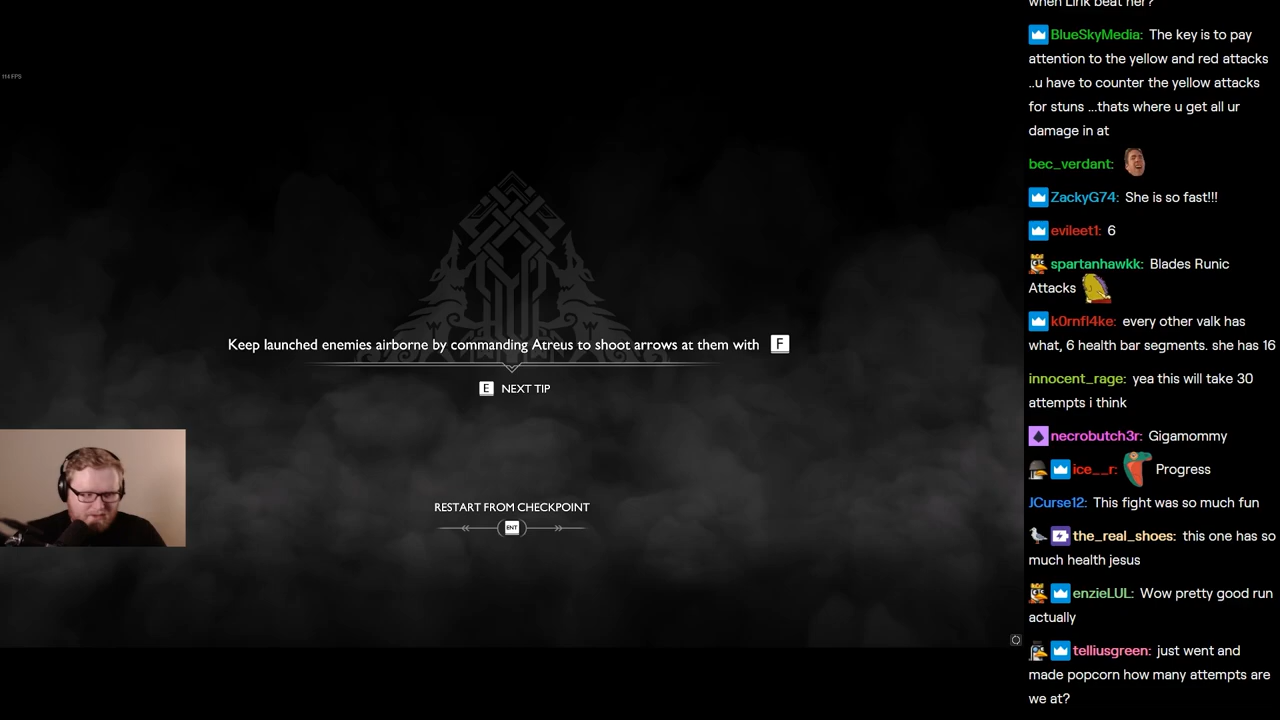 when Link beat her?
BlueSkyMedia: The key is to pay
attention to the yellow and red attacks
..u have to counter the yellow attacks
for stuns ...thats where u get all ur
damage in at
bec_verdant:
ZackyG74: She is so fast!!!
evileet1: 6
spartanhawkk: Blades Runic
Attacks
k0rnfl4ke: every other valk has
what, 6 health bar segments. she has 16
innocent_rage: yea this will take 30
attempts i think
necrobutch3r: Gigamommy
ice__r: Progress
JCurse12: This fight was so much fun
the_real_shoes: this one has so
much health jesus
enzieLUL: Wow pretty good run
actually
telliusgreen: just went and
made popcorn how many attempts are
we at?
114 FPS
Keep launched enemies airborne by commanding Atreus to shoot arrows at them with F
E NEXT TIP
RESTART FROM CHECKPOINT
ENT